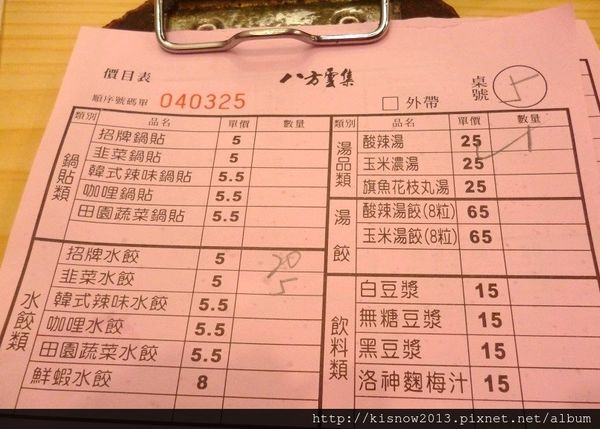 價目表 八方雲集
順序號碼單 040325 外帶 桌號 5
類別 品名 單價 數量
鍋貼類
招牌鍋貼 5
韭菜鍋貼 5
韓式辣味鍋貼 5.5
咖哩鍋貼 5.5
田園蔬菜鍋貼 5.5
水餃類
招牌水餃 5 20
韭菜水餃 5 5
韓式辣味水餃 5.5
咖哩水餃 5.5
田園蔬菜水餃 5.5
鮮蝦水餃 8
類別 品名 單價 數量
湯品類
酸辣湯 25 1
玉米濃湯 25
旗魚花枝丸湯 25
湯餃
酸辣湯餃(8粒) 65
玉米湯餃(8粒) 65
飲料類
白豆漿 15
無糖豆漿 15
黑豆漿 15
洛神麴梅汁 15
http://kisnow2013.pixnet.net/album